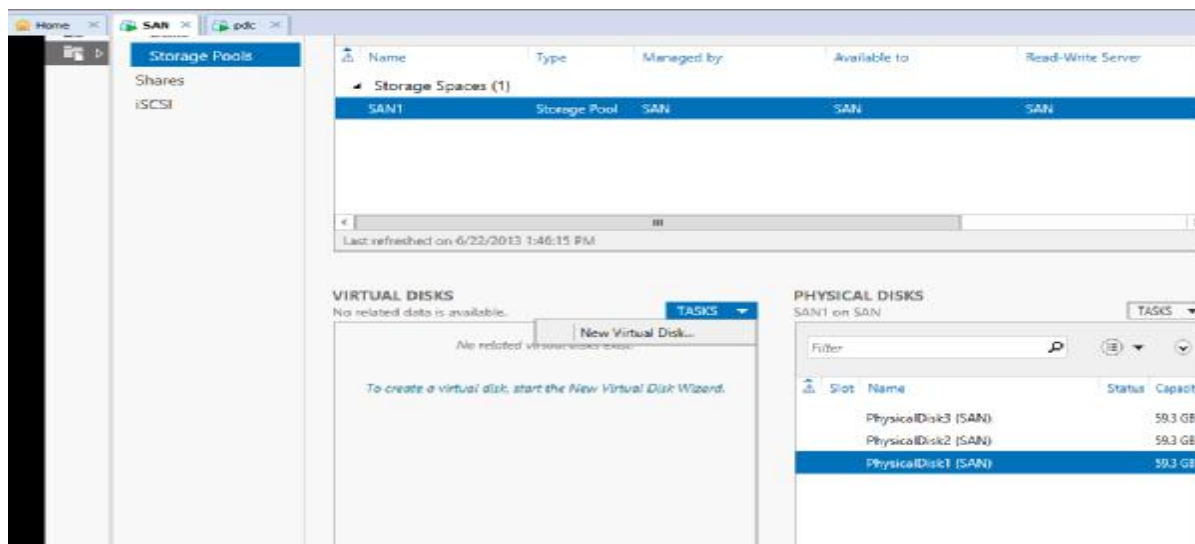 Home
SAN
pdc
Storage Pools
Shares
iSCSI
Name Type Managed by Available to Read-Write Server
Storage Spaces (1)
SAN1 Storage Pool SAN SAN SAN
Last refreshed on 6/22/2013 1:46:15 PM
VIRTUAL DISKS
No related data is available.
TASKS
New Virtual Disk...
No related
To create a virtual disk, start the New Virtual Disk Wizard.
PHYSICAL DISKS
SAN1 on SAN
TASKS
Filter
Slot Name Status Capacit
PhysicalDisk3 (SAN) 59.3 GB
PhysicalDisk2 (SAN) 59.3 GB
PhysicalDisk1 (SAN) 59.3 GB